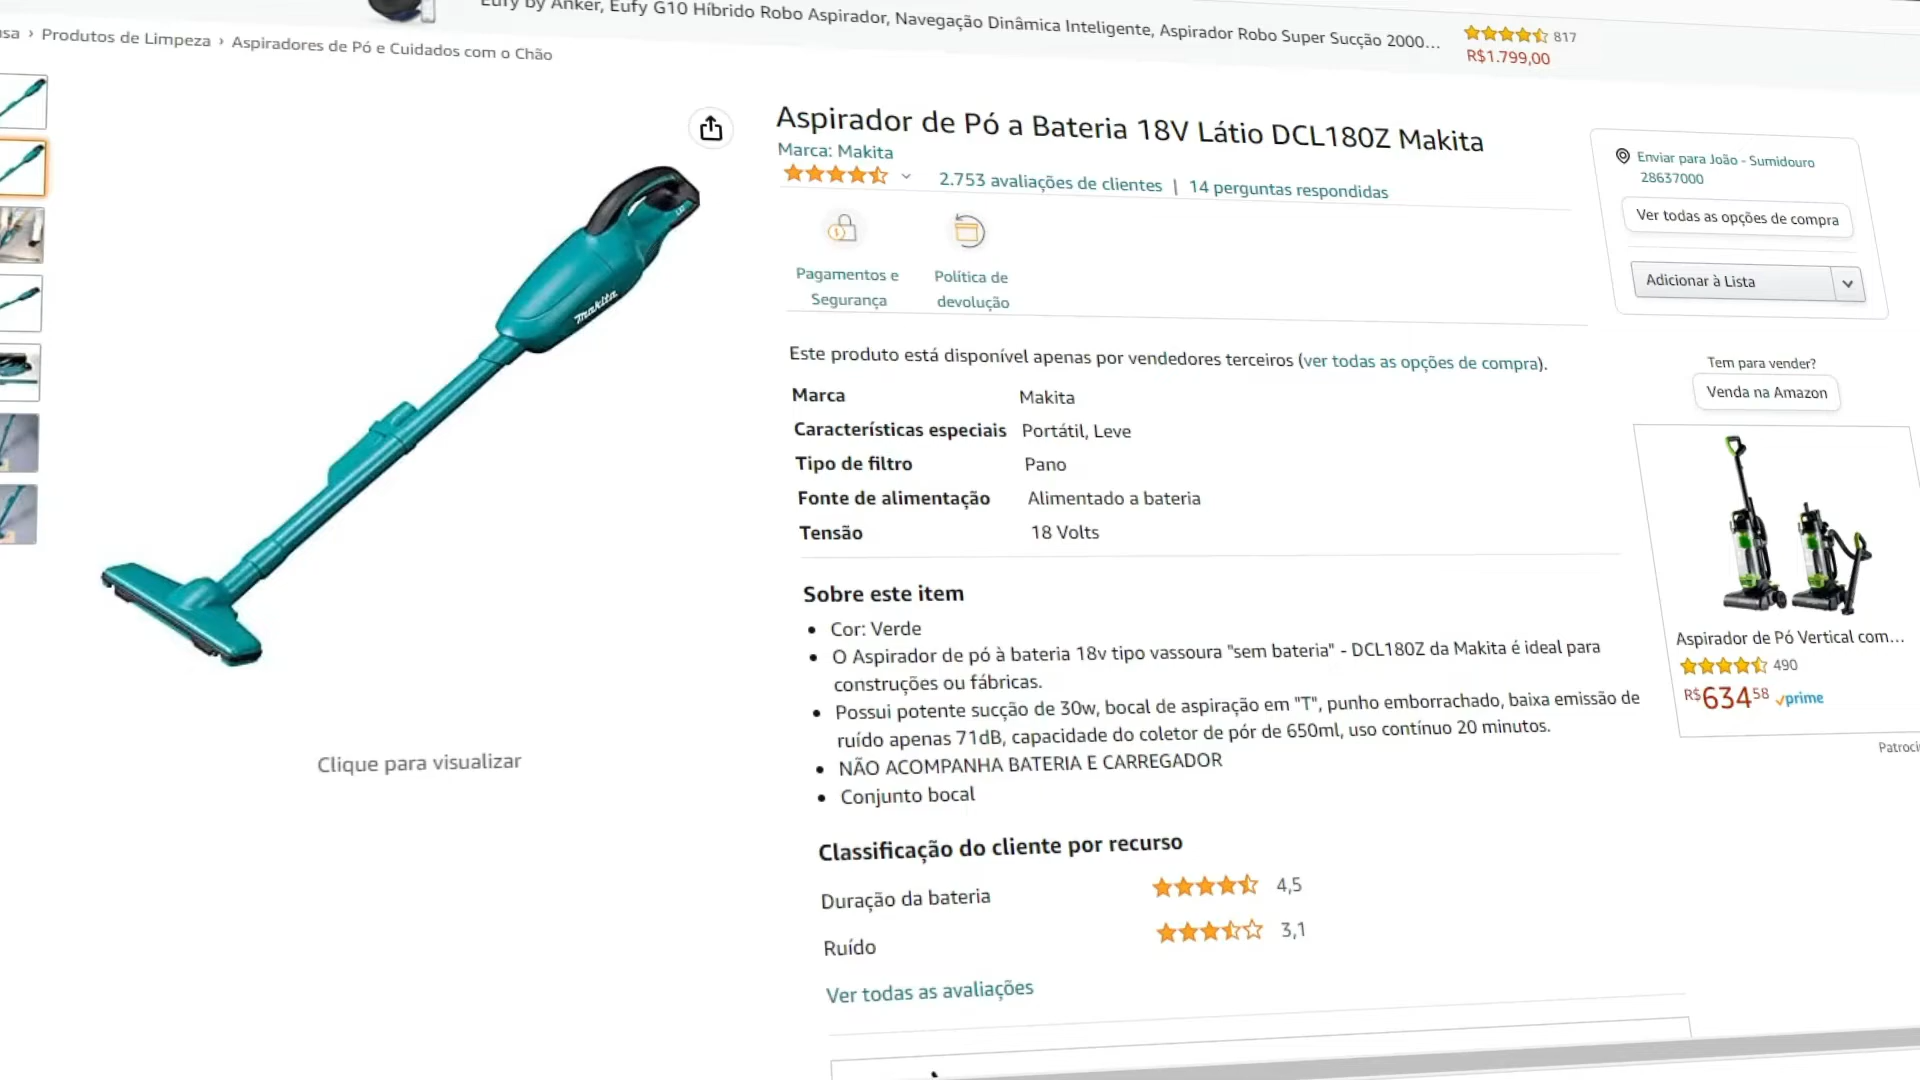 Eufy by Anker, Eufy G10 Híbrido Robo Aspirador, Navegação Dinâmica Inteligente, Aspirador Robo Super Sucção 2000...
817
R$1.799,00
› Produtos de Limpeza › Aspiradores de Pó e Cuidados com o Chão
Aspirador de Pó a Bateria 18V Látio DCL180Z Makita
Marca: Makita
2.753 avaliações de clientes | 14 perguntas respondidas
Pagamentos e
Segurança
Política de
devolução
Este produto está disponível apenas por vendedores terceiros (ver todas as opções de compra).
Marca Makita
Características especiais Portátil, Leve
Tipo de filtro Pano
Fonte de alimentação Alimentado a bateria
Tensão 18 Volts
Sobre este item
• Cor: Verde
• O Aspirador de pó à bateria 18v tipo vassoura "sem bateria" - DCL180Z da Makita é ideal para
construções ou fábricas.
• Possui potente sucção de 30w, bocal de aspiração em "T", punho emborrachado, baixa emissão de
ruído apenas 71dB, capacidade do coletor de pór de 650ml, uso contínuo 20 minutos.
• NÃO ACOMPANHA BATERIA E CARREGADOR
• Conjunto bocal
Classificação do cliente por recurso
Duração da bateria 4,5
Ruído 3,1
Ver todas as avaliações
makita
Clique para visualizar
Enviar para João - Sumidouro
28637000
Ver todas as opções de compra
Adicionar à Lista
Tem para vender?
Venda na Amazon
Aspirador de Pó Vertical com...
490
R$63458 prime